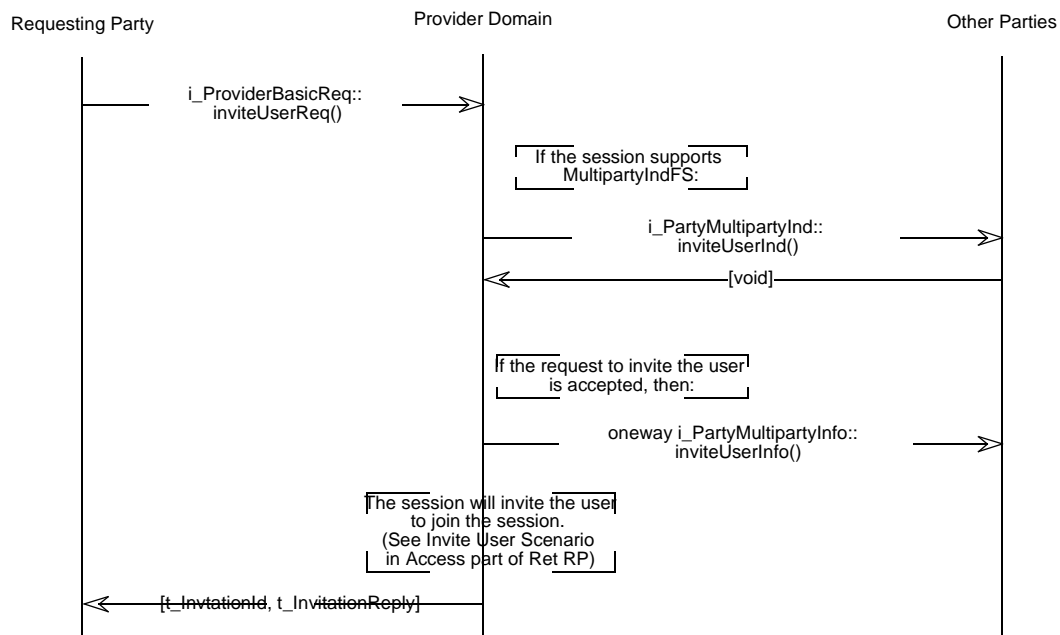 Requesting Party
Provider Domain
Other Parties
i_ProviderBasicReq::
inviteUserReq()
If the session supports
MultipartyIndFS:
i_PartyMultipartyInd::
inviteUserInd()
[void]
If the request to invite the user
is accepted, then:
oneway i_PartyMultipartyInfo::
inviteUserInfo()
The session will invite the user
to join the session.
(See Invite User Scenario
in Access part of Ret RP)
[t_InvtationId, t_InvitationReply]